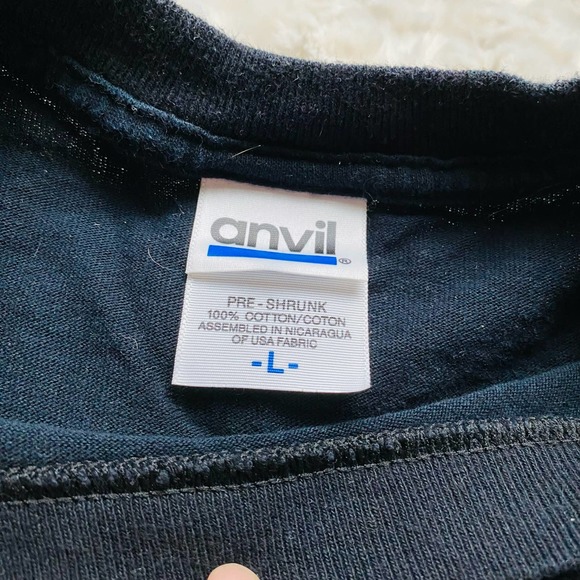 anvil®
PRE-SHRUNK
100% COTTON/COTON
ASSEMBLED IN NICARAGUA
OF USA FABRIC
-L-